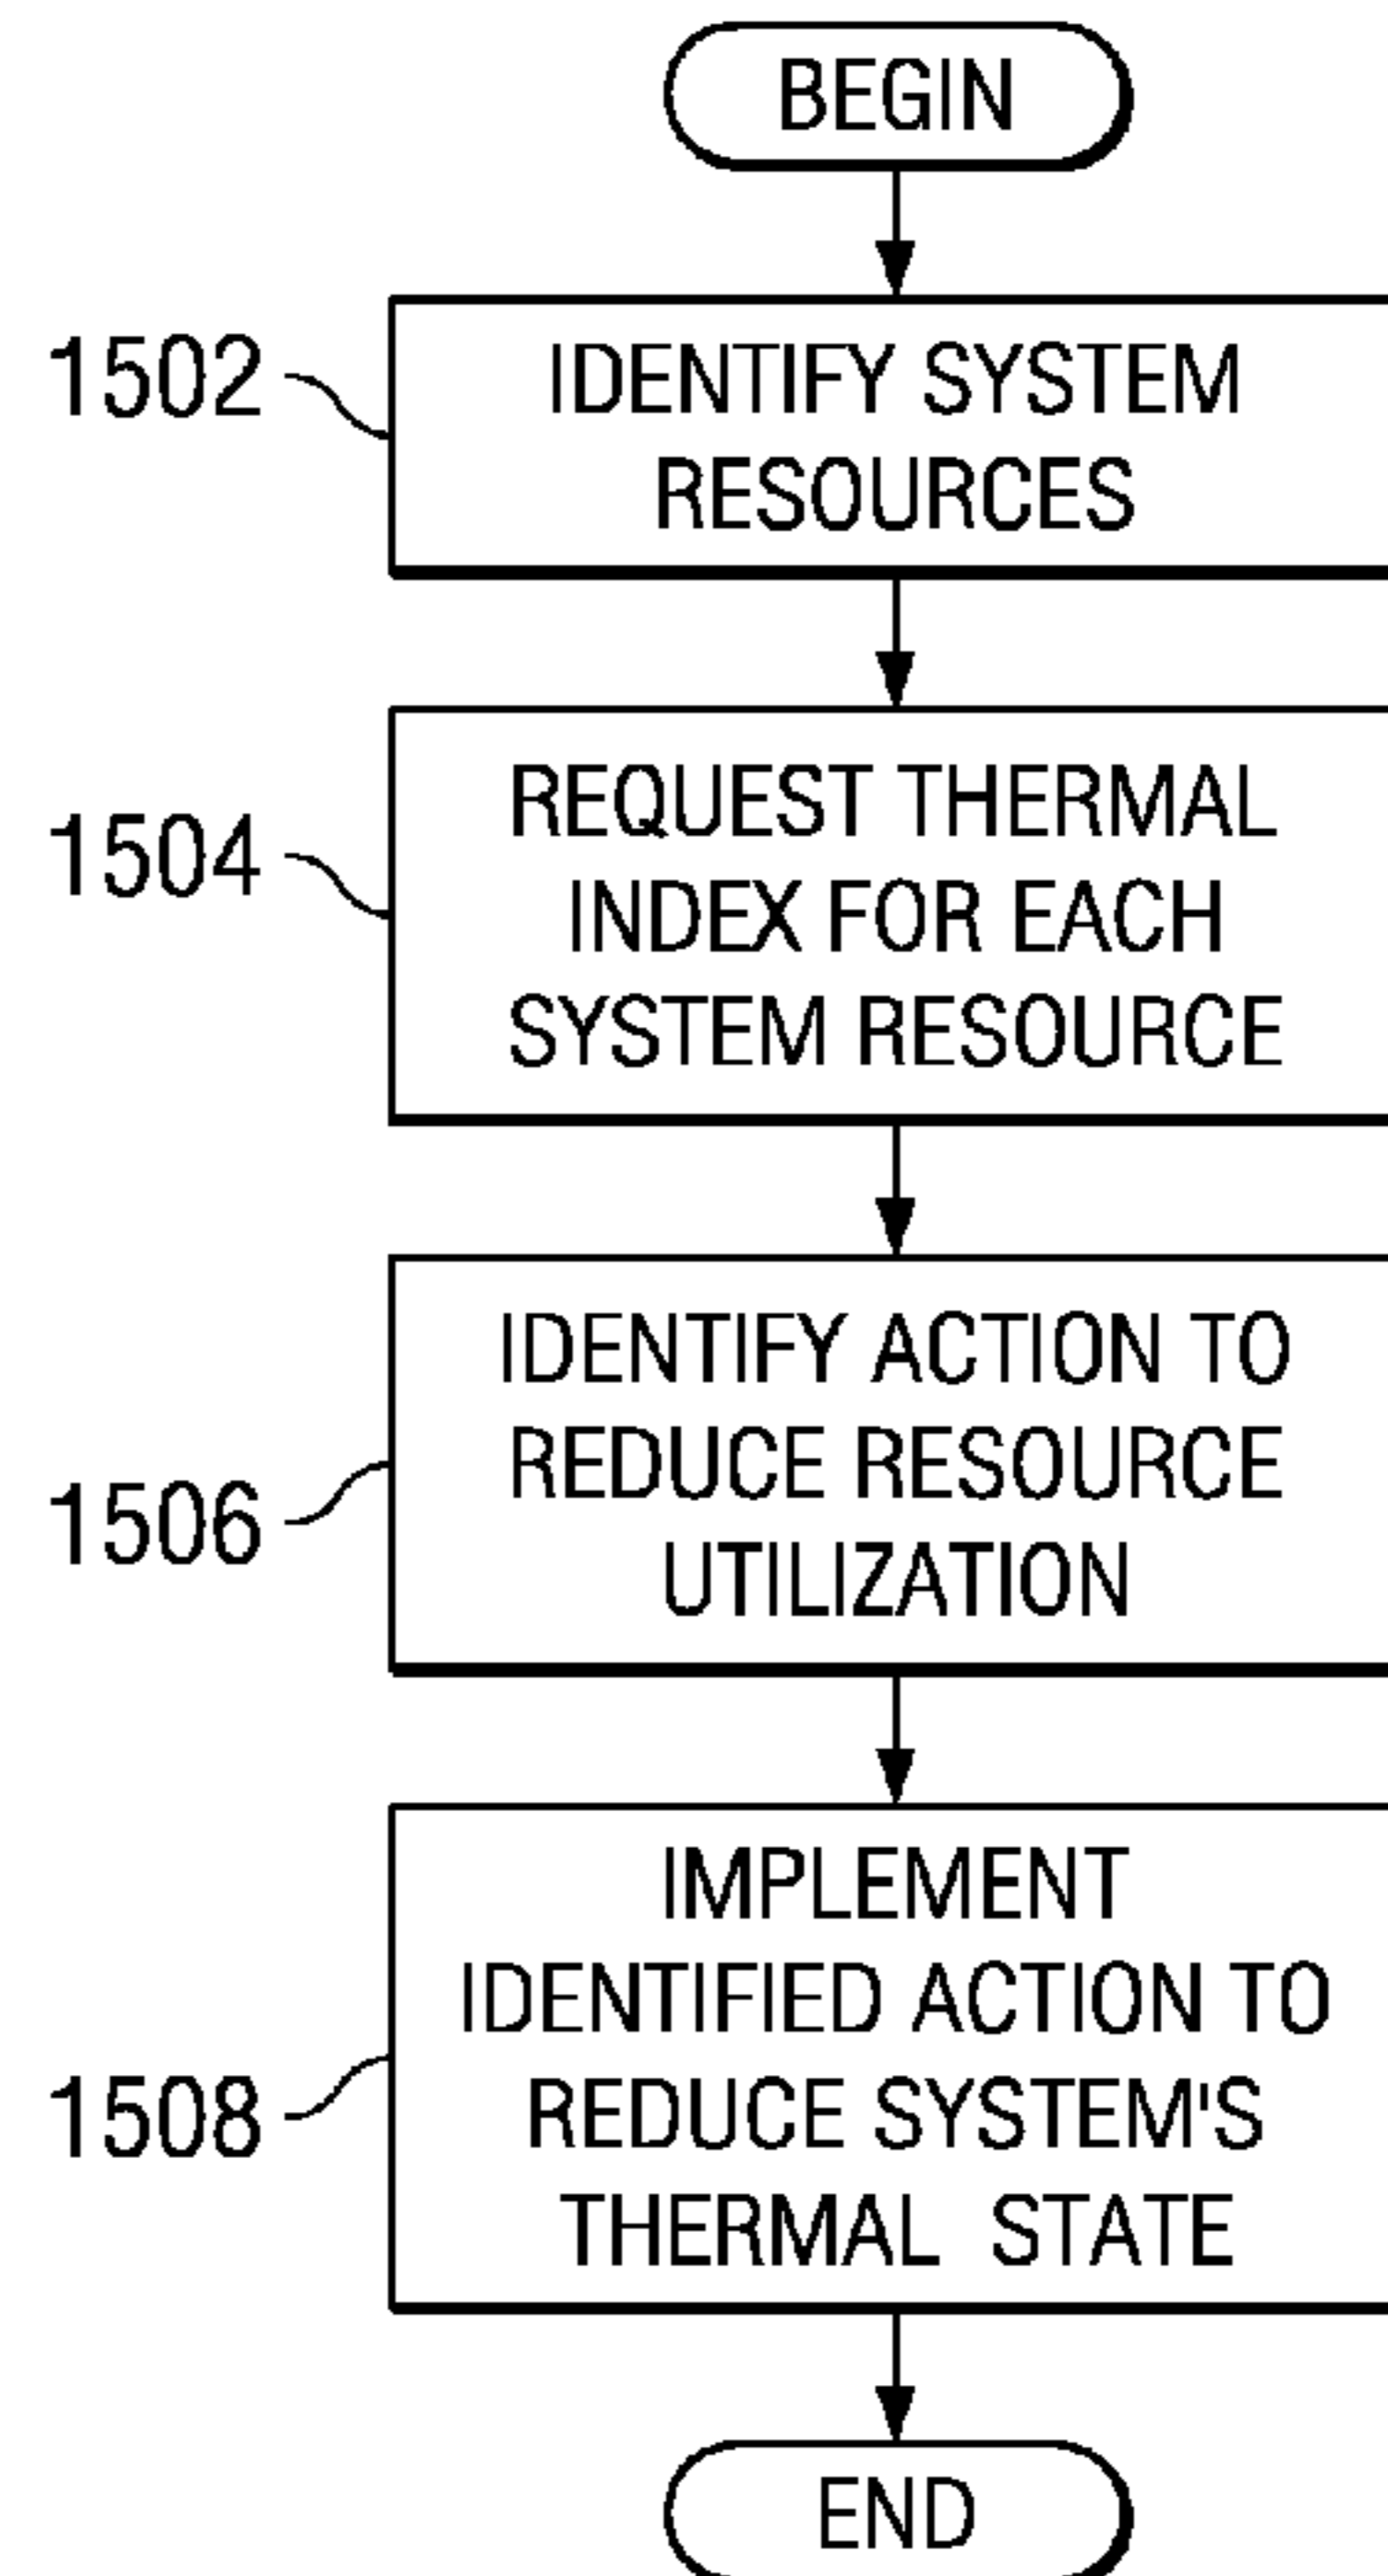 BEGIN
1502
IDENTIFY SYSTEM
RESOURCES
1504
REQUEST THERMAL
INDEX FOR EACH
SYSTEM RESOURCE
1506
IDENTIFY ACTION TO
REDUCE RESOURCE
UTILIZATION
1508
IMPLEMENT
IDENTIFIED ACTION TO
REDUCE SYSTEM'S
THERMAL STATE
END